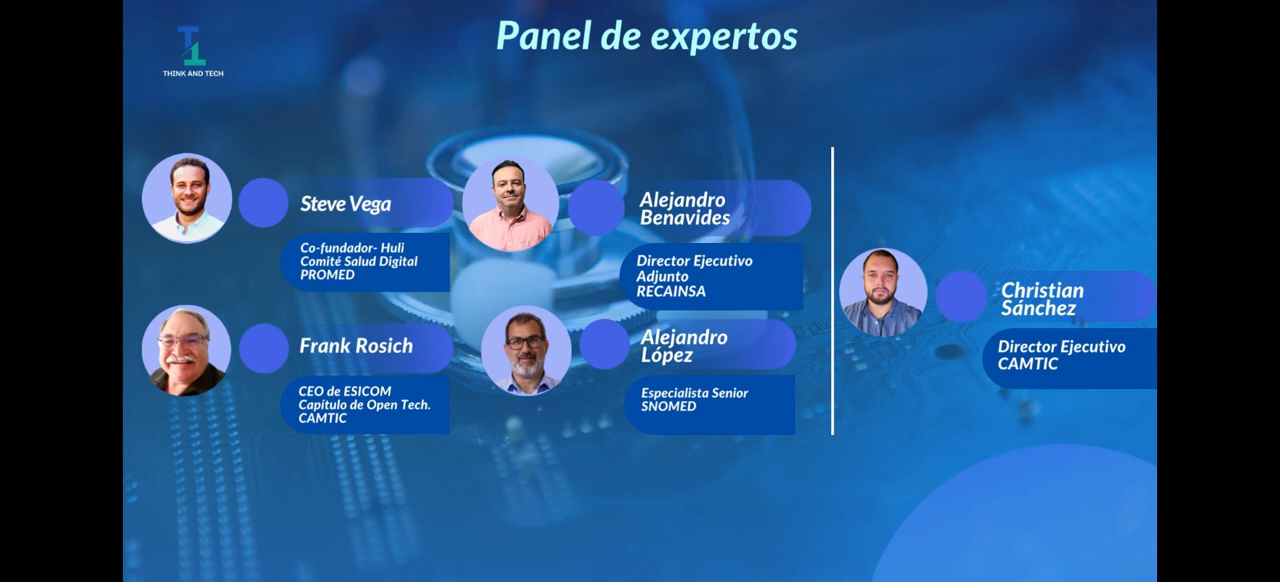 Panel de expertos
THINK AND TECH
Steve Vega
Co-fundador- Huli
Comité Salud Digital
PROMED
Alejandro
Benavides
Director Ejecutivo
Adjunto
RECAINSA
Frank Rosich
CEO de ESICOM
Capítulo de Open Tech.
CAMTIC
Alejandro
López
Especialista Senior
SNOMED
Christian
Sánchez
Director Ejecutivo
CAMTIC